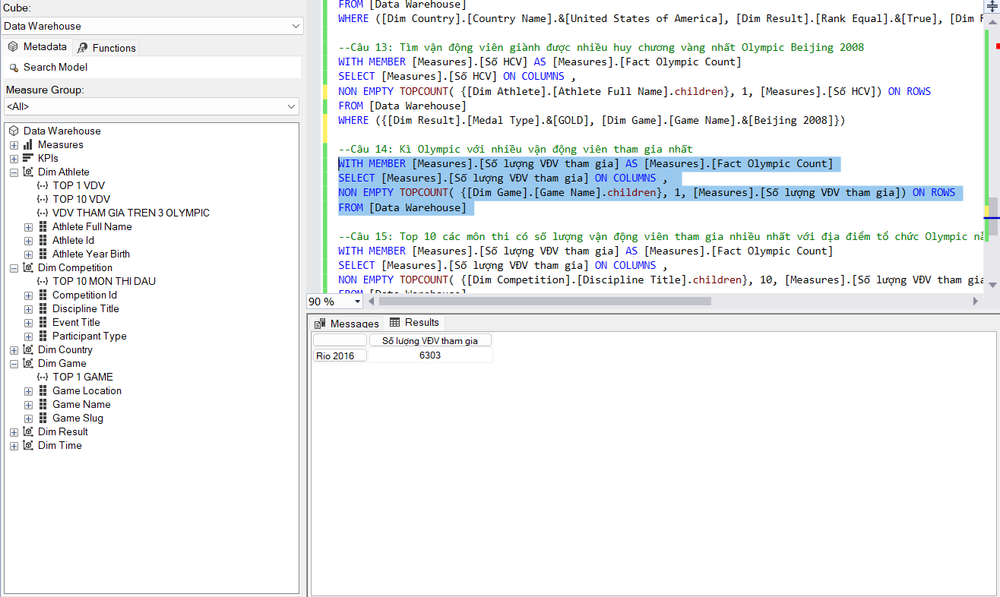 Cube:
Data Warehouse
Metadata
Functions
Search Model
Measure Group:
<All>
Data Warehouse
Measures
KPIs
Dim Athlete
TOP 1 VDV
TOP 10 VDV
VDV THAM GIA TREN 3 OLYMPIC
Athlete Full Name
Athlete Id
Athlete Year Birth
Dim Competition
TOP 10 MON THI DAU
Competition Id
Discipline Title
Event Title
Participant Type
Dim Country
Dim Game
TOP 1 GAME
Game Location
Game Name
Game Slug
Dim Result
Dim Time
FROM [Data Warehouse]
WHERE ([Dim Country].[Country Name].&[United States of America], [Dim Result].[Rank Equal].&[True], [Dim
--Câu 13: Tìm vận động viên giành được nhiều huy chương vàng nhất Olympic Beijing 2008
WITH MEMBER [Measures].[Số HCV] AS [Measures].[Fact Olympic Count]
SELECT [Measures].[Số HCV] ON COLUMNS ,
NON EMPTY TOPCOUNT( {[Dim Athlete].[Athlete Full Name].children}, 1, [Measures].[Số HCV]) ON ROWS
FROM [Data Warehouse]
WHERE ({[Dim Result].[Medal Type].&[GOLD], [Dim Game].[Game Name].&[Beijing 2008]})
--Câu 14: Kì Olympic với nhiều vận động viên tham gia nhất
WITH MEMBER [Measures].[Số lượng VĐV tham gia] AS [Measures].[Fact Olympic Count]
SELECT [Measures].[Số lượng VĐV tham gia] ON COLUMNS ,
NON EMPTY TOPCOUNT( {[Dim Game].[Game Name].children}, 1, [Measures].[Số lượng VĐV tham gia]) ON ROWS
FROM [Data Warehouse]
--Câu 15: Top 10 các môn thi có số lượng vận động viên tham gia nhiều nhất với địa điểm tổ chức Olympic
WITH MEMBER [Measures].[Số lượng VĐV tham gia] AS [Measures].[Fact Olympic Count]
SELECT [Measures].[Số lượng VĐV tham gia] ON COLUMNS ,
NON EMPTY TOPCOUNT( {[Dim Competition].[Discipline Title].children}, 10, [Measures].[Số lượng VĐV tham gia
FROM [Data Warehouse]
90 %
Messages
Results
Số lượng VĐV tham gia
Rio 2016
6303